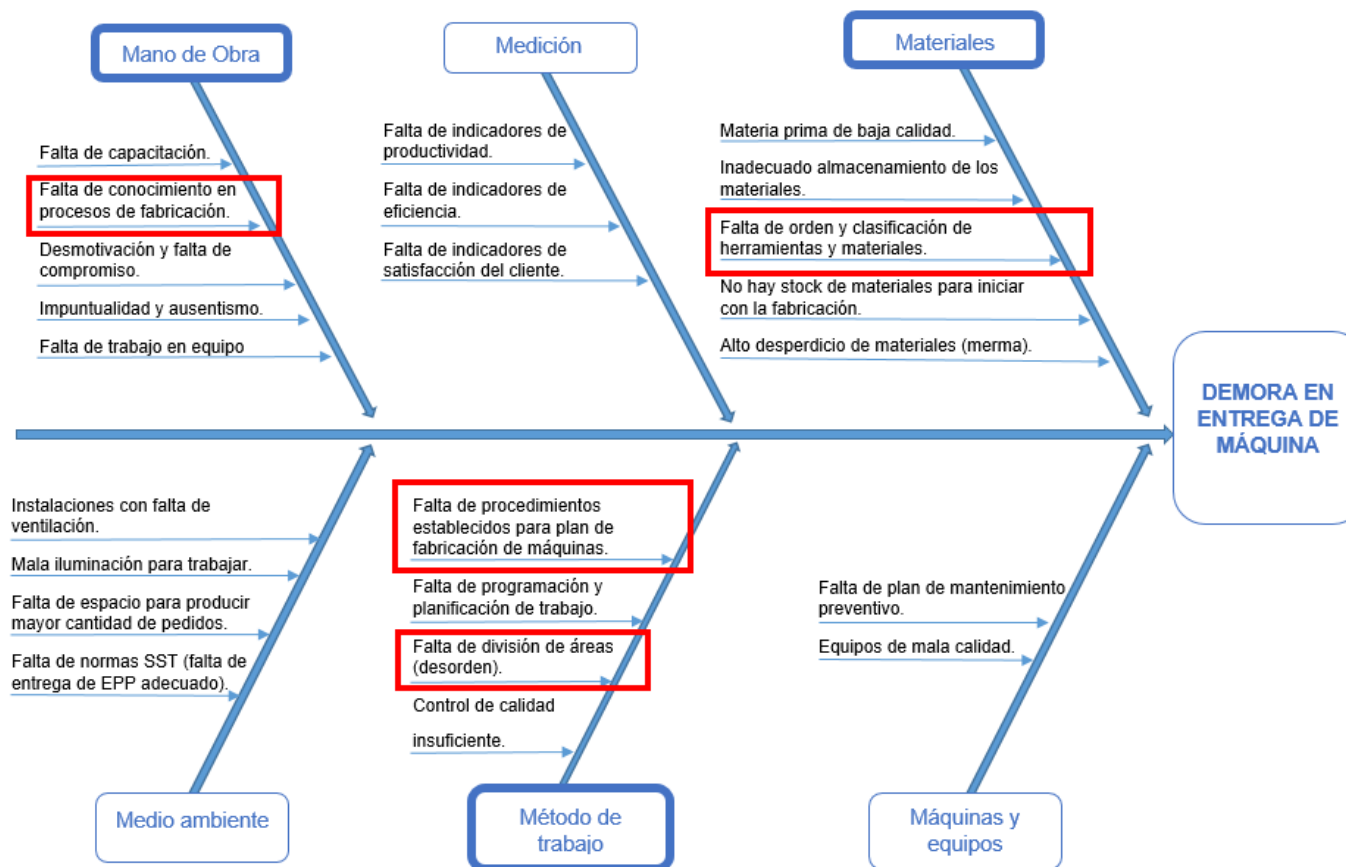 Mano de Obra
Medición
Materiales
Falta de capacitación.
Falta de conocimiento en
procesos de fabricación.
Desmotivación y falta de
compromiso.
Impuntualidad y ausentismo.
Falta de trabajo en equipo
Falta de indicadores de
productividad.
Falta de indicadores de
eficiencia.
Falta de indicadores de
satisfacción del cliente.
Materia prima de baja calidad.
Inadecuado almacenamiento de los
materiales.
Falta de orden y clasificación de
herramientas y materiales.
No hay stock de materiales para iniciar
con la fabricación.
Alto desperdicio de materiales (merma).
DEMORA EN
ENTREGA DE
MÁQUINA
Instalaciones con falta de
ventilación.
Mala iluminación para trabajar.
Falta de espacio para producir
mayor cantidad de pedidos.
Falta de normas SST (falta de
entrega de EPP adecuado).
Falta de procedimientos
establecidos para plan de
fabricación de máquinas.
Falta de programación y
planificación de trabajo.
Falta de división de áreas
(desorden).
Control de calidad
insuficiente.
Falta de plan de mantenimiento
preventivo.
Equipos de mala calidad.
Medio ambiente
Método de
trabajo
Máquinas y
equipos